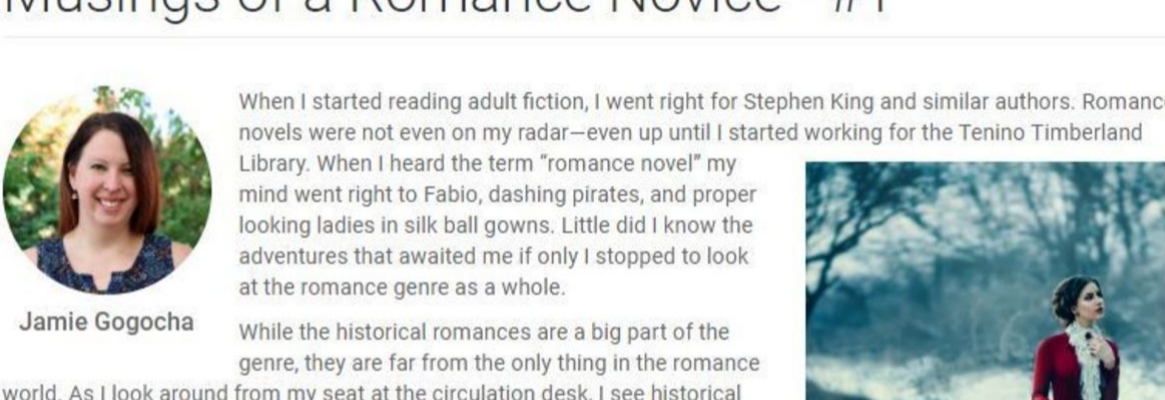 Musings of a Romance Novice - #1
When I started reading adult fiction, I went right for Stephen King and similar authors. Romance
novels were not even on my radar—even up until I started working for the Tenino Timberland
Library. When I heard the term “romance novel” my
mind went right to Fabio, dashing pirates, and proper
looking ladies in silk ball gowns. Little did I know the
adventures that awaited me if only I stopped to look
at the romance genre as a whole.
Jamie Gogocha
While the historical romances are a big part of the
genre, they are far from the only thing in the romance
world. As I look around from my seat at the circulation desk, I see historical